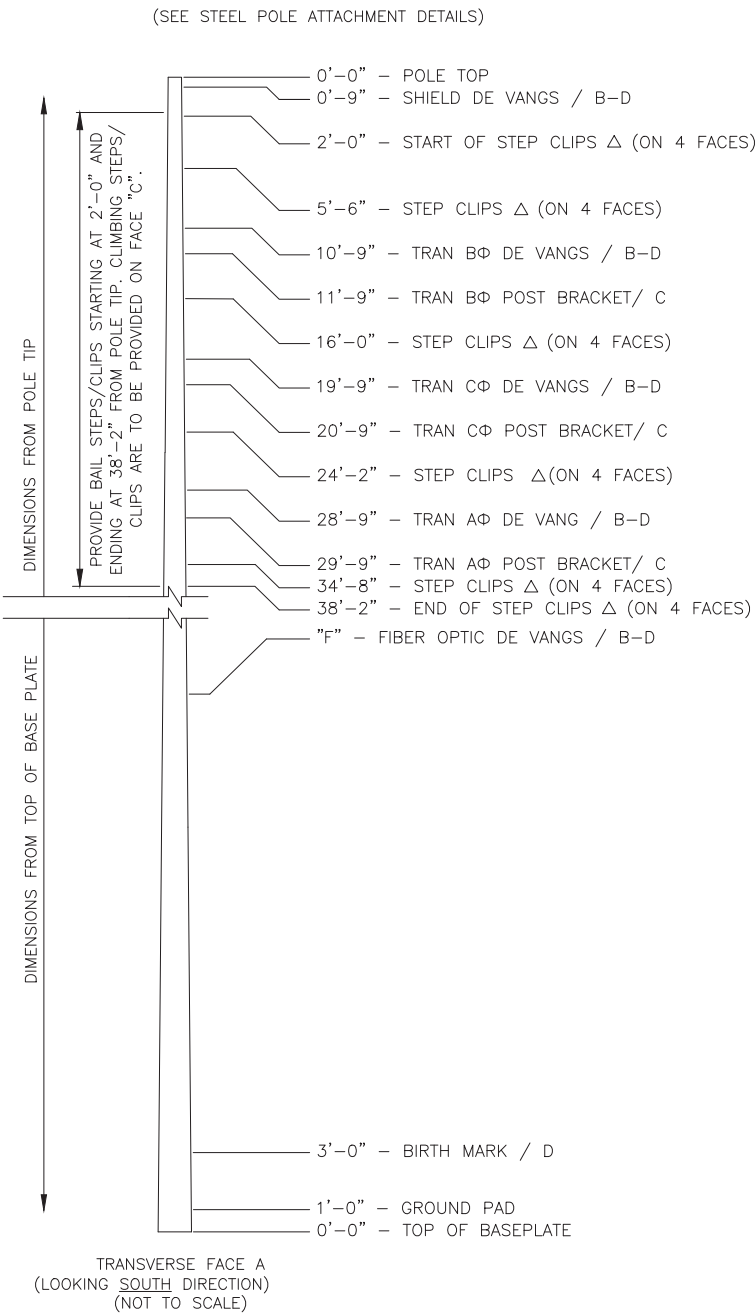 (SEE STEEL POLE ATTACHMENT DETAILS)
0'-0" - POLE TOP
0'-9" - SHIELD DE VANGS / B-D
2'-0" - START OF STEP CLIPS △ (ON 4 FACES)
5'-6" - STEP CLIPS △ (ON 4 FACES)
10'-9" - TRAN BΦ DE VANGS / B-D
11'-9" - TRAN BΦ POST BRACKET/ C
16'-0" - STEP CLIPS △ (ON 4 FACES)
19'-9" - TRAN CΦ DE VANGS / B-D
20'-9" - TRAN CΦ POST BRACKET/ C
24'-2" - STEP CLIPS △(ON 4 FACES)
28'-9" - TRAN AΦ DE VANG / B-D
29'-9" - TRAN AΦ POST BRACKET/ C
34'-8" - STEP CLIPS △ (ON 4 FACES)
38'-2" - END OF STEP CLIPS △ (ON 4 FACES)
"F" - FIBER OPTIC DE VANGS / B-D
3'-0" - BIRTH MARK / D
1'-0" - GROUND PAD
0'-0" - TOP OF BASEPLATE
DIMENSIONS FROM POLE TIP
PROVIDE BAIL STEPS/CLIPS STARTING AT 2'-0" AND
ENDING AT 38'-2" FROM POLE TIP. CLIMBING STEPS/
CLIPS ARE TO BE PROVIDED ON FACE "C".
DIMENSIONS FROM TOP OF BASE PLATE
TRANSVERSE FACE A
(LOOKING SOUTH DIRECTION)
(NOT TO SCALE)